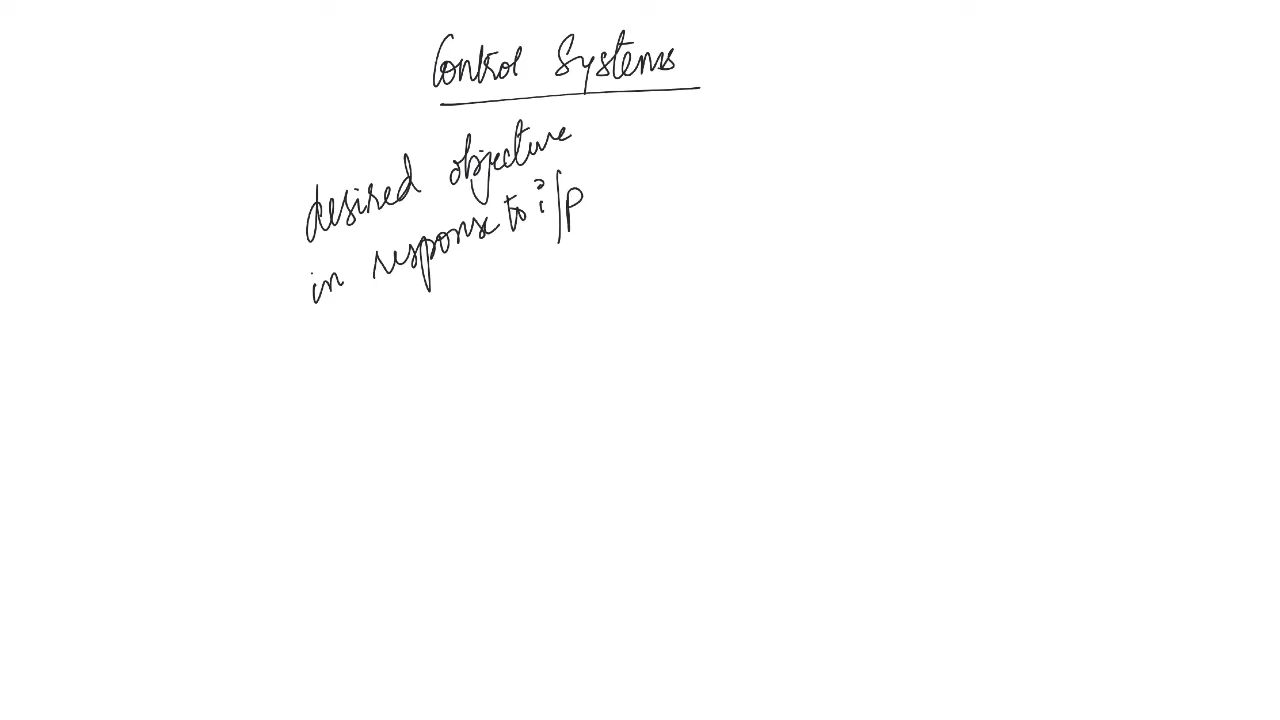 Control Systems
desired objective
in response to i/p